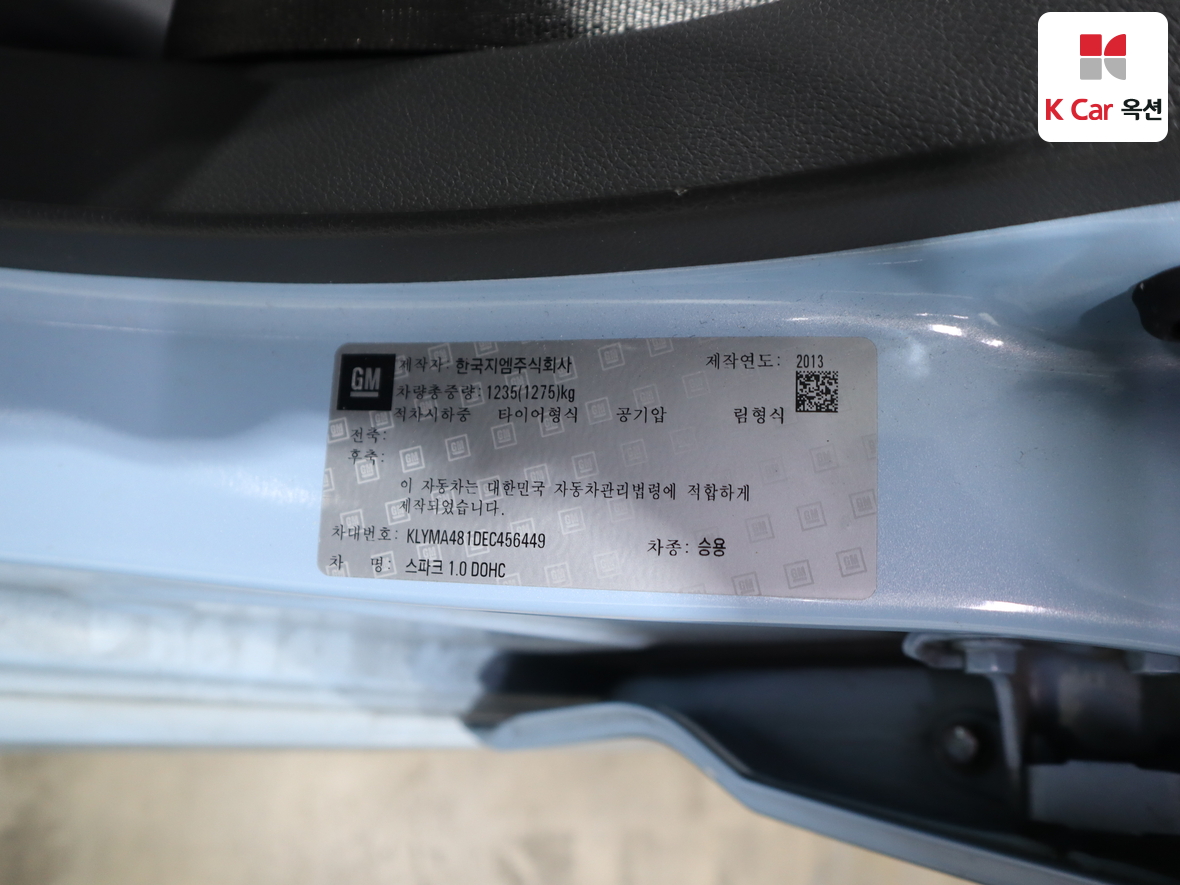 K Car 옥션
GM 제작자: 한국지엠주식회사 제작연도: 2013
차량총중량: 1235(1275)kg
적차시하중 타이어형식 공기압 림형식
전축:
후축:
이 자동차는 대한민국 자동차관리법령에 적합하게
제작되었습니다.
차대번호: KLYMA481DEC456449 차종: 승용
차 명: 스파크 1.0 DOHC